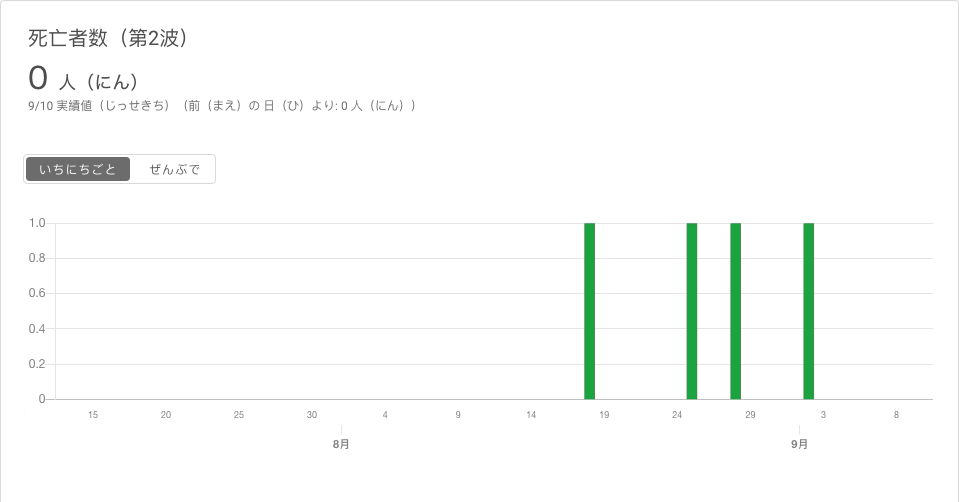 死亡者数（第2波）
0 人（にん）
9/10 実績値（じっせきち）（前（まえ）の 日（ひ）より: 0 人（にん））
いちにちごと ぜんぶで
1.0
0.8
0.6
0.4
0.2
0
15 20 25 30 4 9 14 19 24 29 3 8
8月 9月